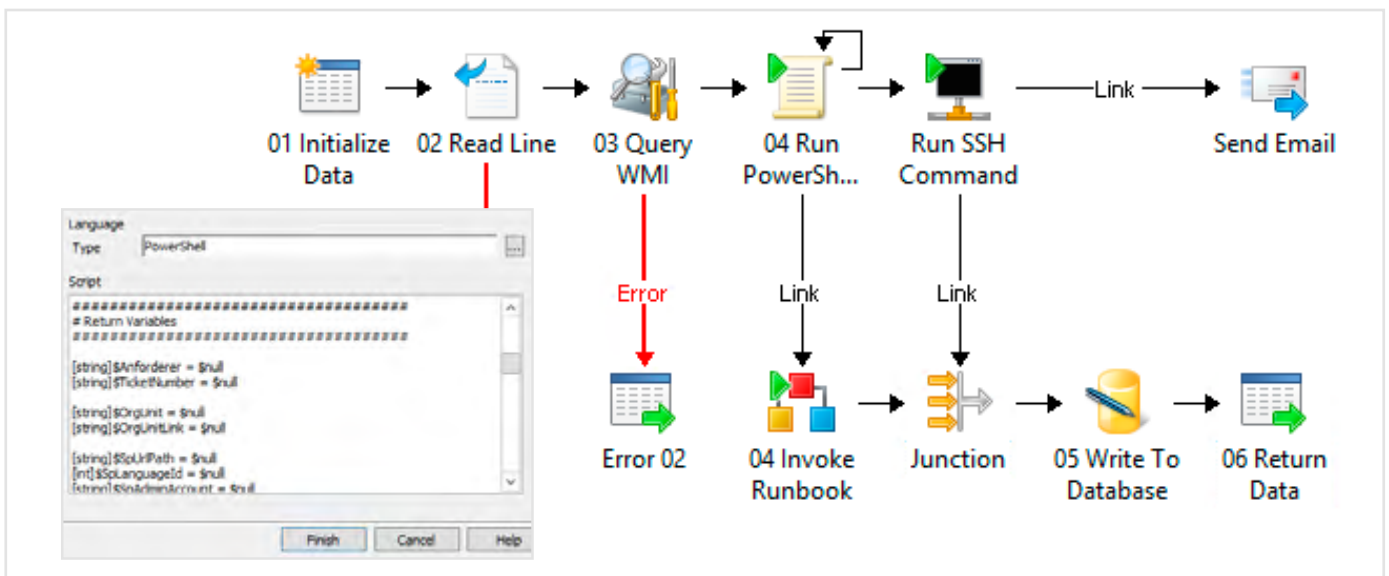 Link
01 Initialize
Data
02 Read Line
03 Query
WMI
04 Run
PowerSh...
Run SSH
Command
Send Email
Language
Type
PowerShell
...
Script
####################################
# Return Variables
####################################
[string]$Anforderer = $null
[string]$TicketNumber = $null
[string]$OrgUnit = $null
[string]$OrgUnitLink = $null
[string]$SpUrlPath = $null
[int]$SpLanguageId = $null
[string]$SpAdminAccount = $null
Finish
Cancel
Help
Error
Link
Link
Error 02
04 Invoke
Runbook
Junction
05 Write To
Database
06 Return
Data